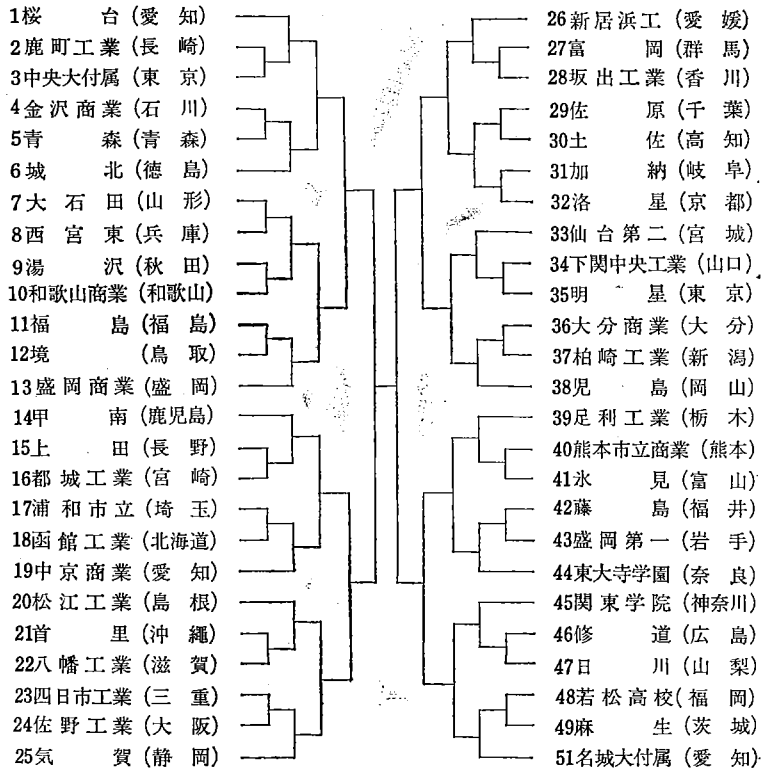 1桜台(愛知)
2鹿町工業(長崎)
3中央大付属(東京)
4金沢商業(石川)
5青森(青森)
6城北(徳島)
7大石田(山形)
8西宮東(兵庫)
9湯沢(秋田)
10和歌山商業(和歌山)
11福島(福島)
12境(鳥取)
13盛岡商業(盛岡)
14甲南(鹿児島)
15上田(長野)
16都城工業(宮崎)
17浦和市立(埼玉)
18函館工業(北海道)
19中京商業(愛知)
20松江工業(島根)
21首里(沖繩)
22八幡工業(滋賀)
23四日市工業(三重)
24佐野工業(大阪)
25気賀(静岡)
26新居浜工(愛媛)
27富岡(群馬)
28坂出工業(香川)
29佐原(千葉)
30土佐(高知)
31加納(岐阜)
32洛星(京都)
33仙台第二(宮城)
34下関中央工業(山口)
35明星(東京)
36大分商業(大分)
37柏崎工業(新潟)
38児島(岡山)
39足利工業(栃木)
40熊本市立商業(熊本)
41氷見(富山)
42藤島(福井)
43盛岡第一(岩手)
44東大寺学園(奈良)
45関東学院(神奈川)
46修道(広島)
47日川(山梨)
48若松高校(福岡)
49麻生(茨城)
51名城大付属(愛知)